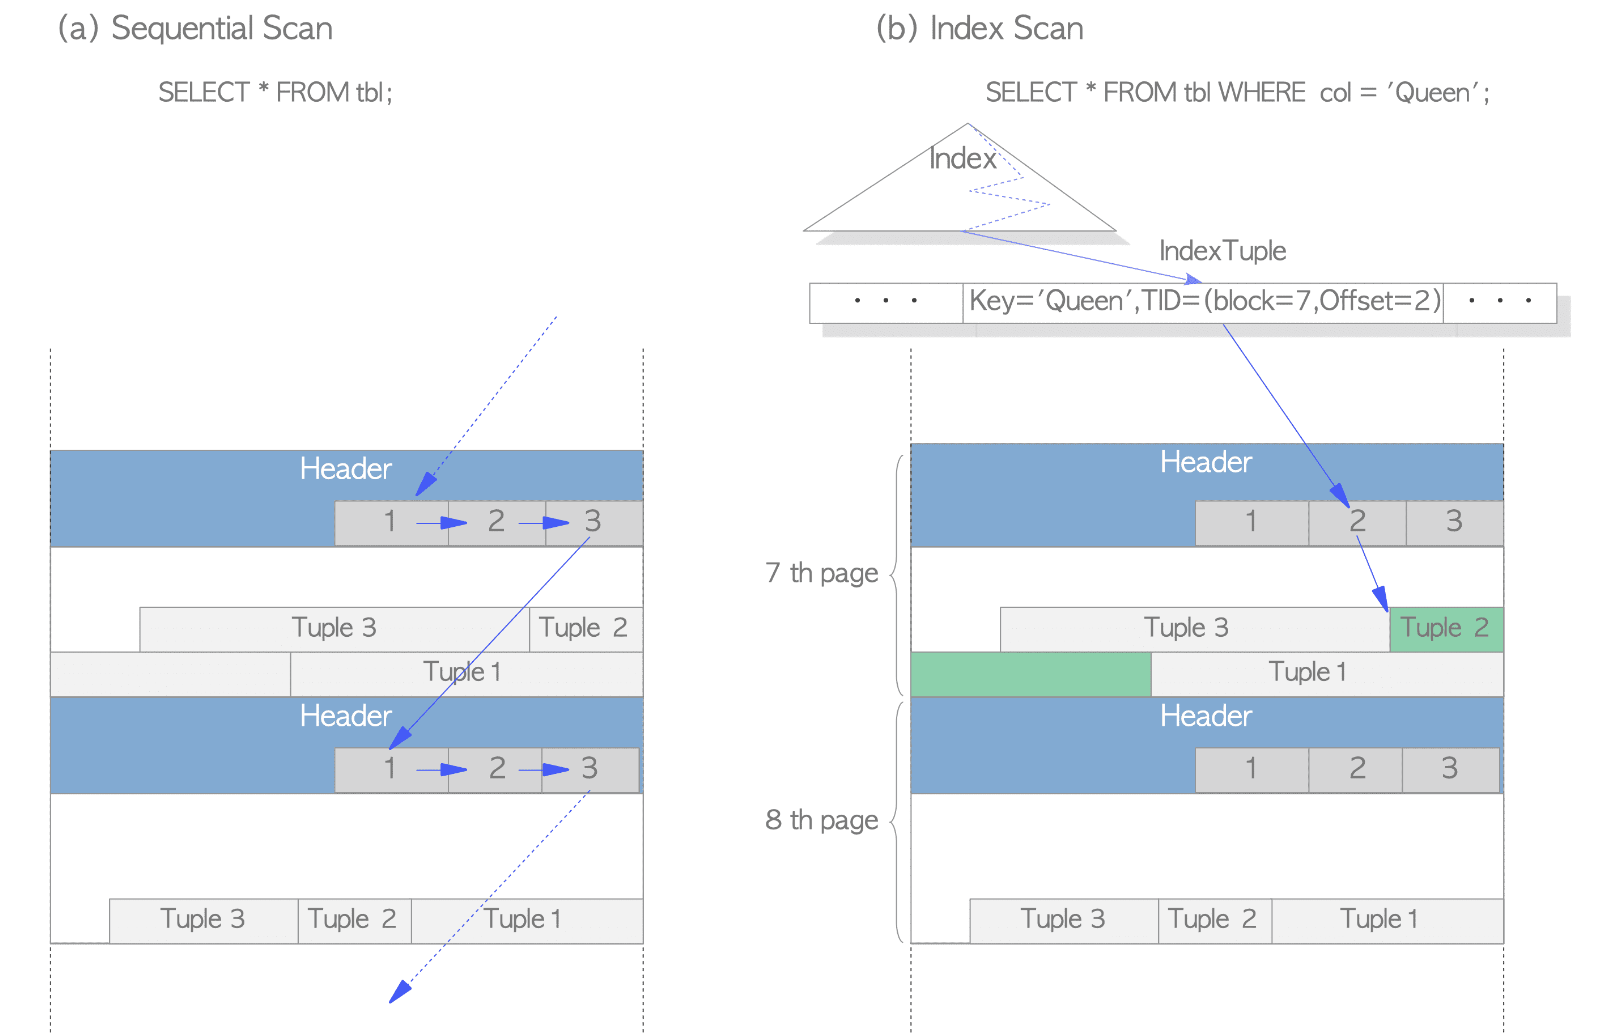 (a) Sequential Scan
SELECT * FROM tbl;
Header
1 2 3
Tuple 3 Tuple 2
Tuple 1
Header
1 2 3
Tuple 3 Tuple 2 Tuple 1
(b) Index Scan
SELECT * FROM tbl WHERE col = 'Queen';
Index
IndexTuple
• • • Key='Queen',TID=(block=7,Offset=2) • • •
Header
1 2 3
7 th page
Tuple 3 Tuple 2
Tuple 1
Header
1 2 3
8 th page
Tuple 3 Tuple 2 Tuple 1